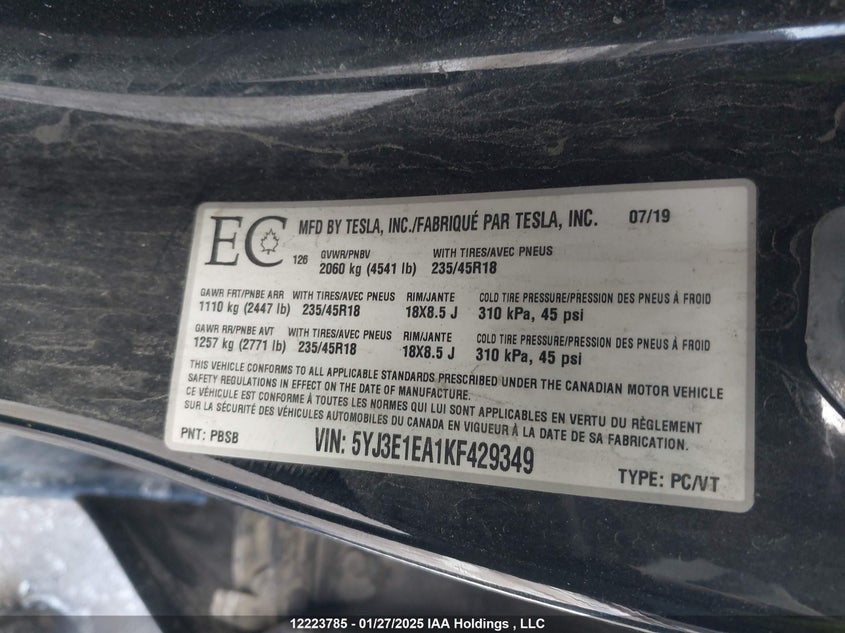 EC
MFD BY TESLA, INC./FABRIQUÉ PAR TESLA, INC. 07/19
126
GVWR/PNBV WITH TIRES/AVEC PNEUS
2060 kg (4541 lb) 235/45R18
GAWR FRT/PNBE ARR WITH TIRES/AVEC PNEUS RIM/JANTE COLD TIRE PRESSURE/PRESSION DES PNEUS À FROID
1110 kg (2447 lb) 235/45R18 18X8.5 J 310 kPa, 45 psi
GAWR RR/PNBE AVT WITH TIRES/AVEC PNEUS RIM/JANTE COLD TIRE PRESSURE/PRESSION DES PNEUS À FROID
1257 kg (2771 lb) 235/45R18 18X8.5 J 310 kPa, 45 psi
THIS VEHICLE CONFORMS TO ALL APPLICABLE STANDARDS PRESCRIBED UNDER THE CANADIAN MOTOR VEHICLE
SAFETY REGULATIONS IN EFFECT ON THE DATE OF MANUFACTURE.
CE VÉHICULE EST CONFORME À TOUTES LES NORMES QUI LUI SONT APPLICABLES EN VERTU DU RÈGLEMENT
SUR LA SÉCURITÉ DES VÉHICULES AUTOMOBILES DU CANADA EN VIGUEUR À LA DATE DE SA FABRICATION.
PNT: PBSB VIN: 5YJ3E1EA1KF429349 TYPE: PC/VT
12223785 - 01/27/2025 IAA Holdings , LLC